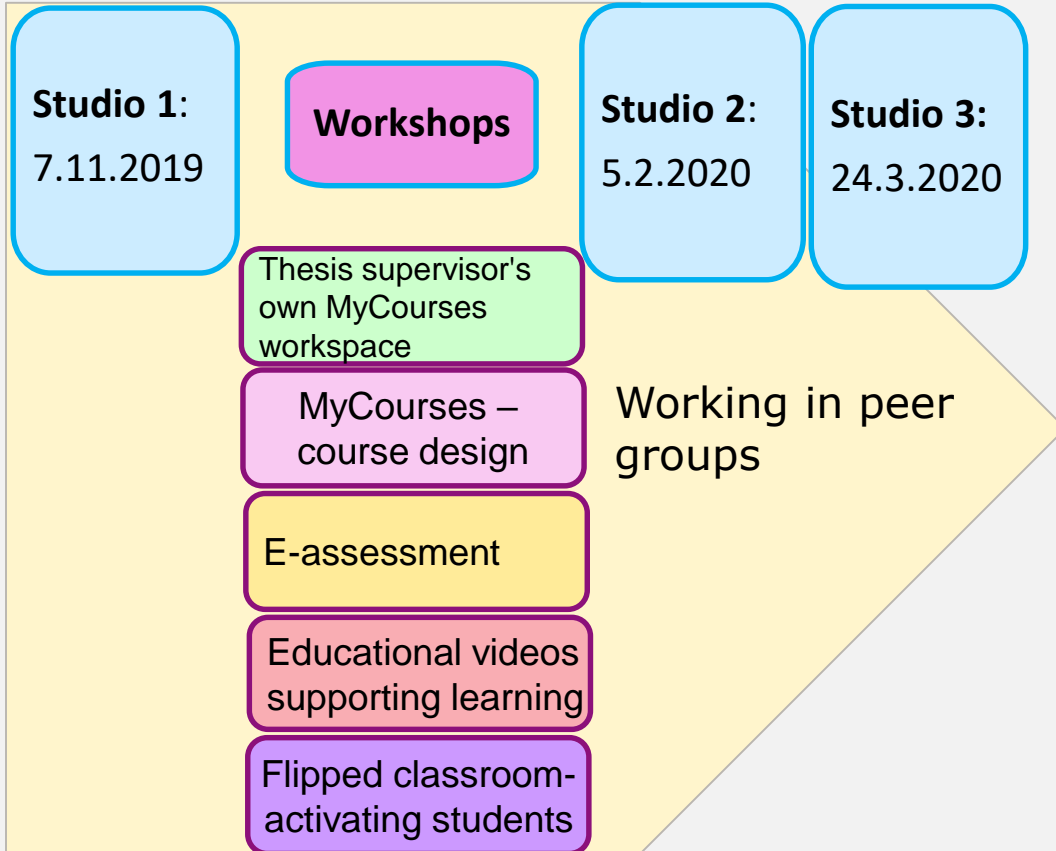 Studio 1:
7.11.2019
Workshops
Studio 2:
5.2.2020
Studio 3:
24.3.2020
Thesis supervisor's
own MyCourses
workspace
MyCourses –
course design
E-assessment
Educational videos
supporting learning
Flipped classroom-
activating students
Working in peer
groups